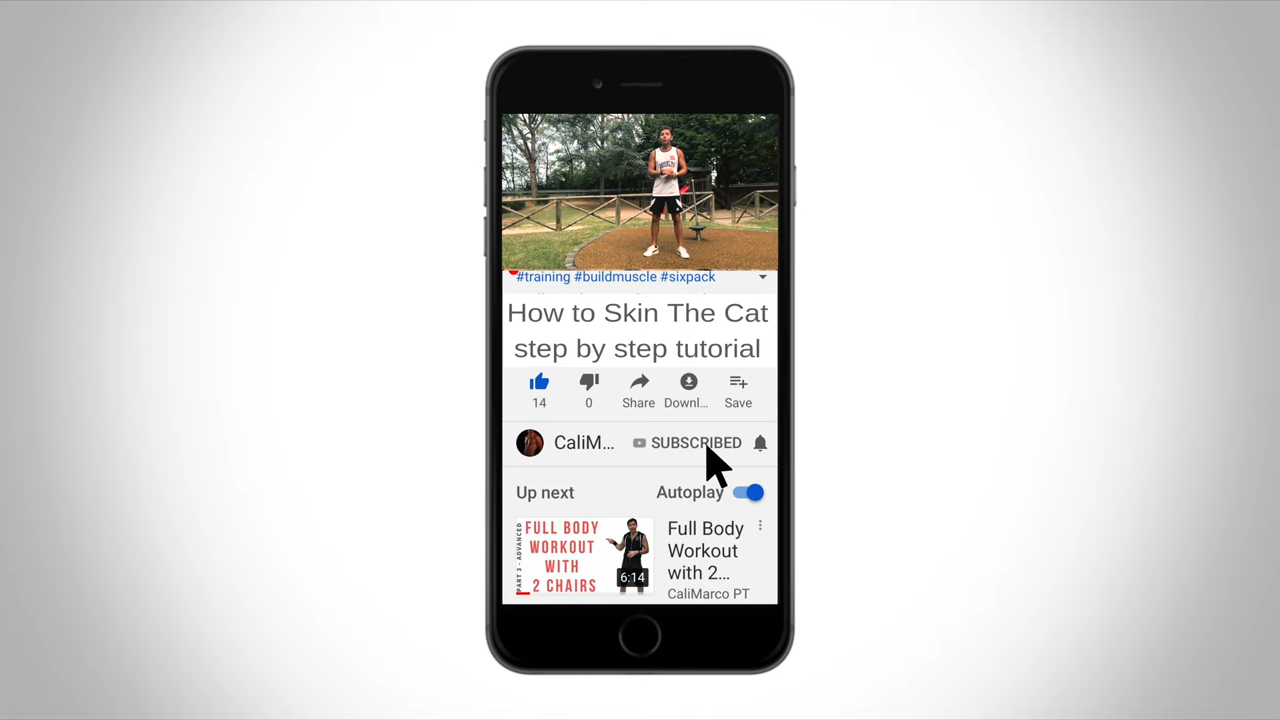 #training #buildmuscle #sixpack
How to Skin The Cat
step by step tutorial
14
0
Share
Downl...
Save
CaliM...
SUBSCRIBED
Up next
Autoplay
PART 3 - ADVANCED
FULL BODY
WORKOUT
WITH
2 CHAIRS
6:14
Full Body
Workout
with 2...
CaliMarco PT